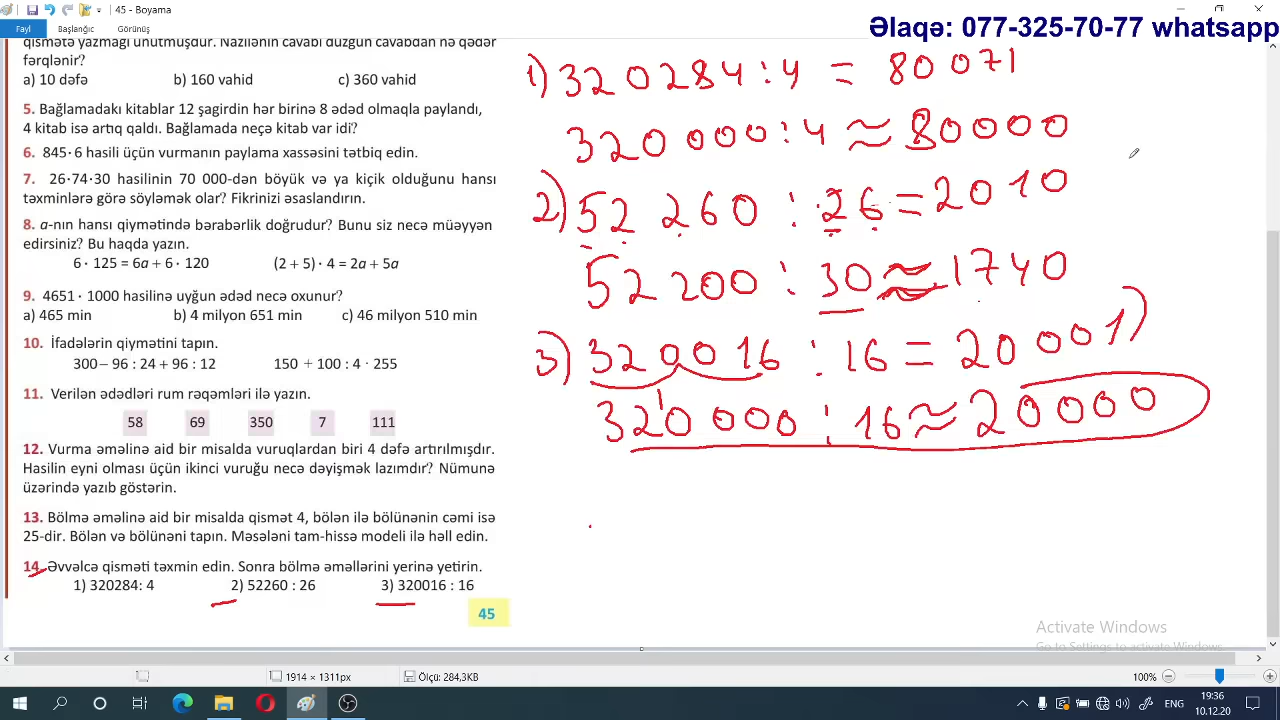 45 - Boyama
Əlaqə: 077-325-70-77 whatsapp
Fayl Başlanğıc Görünüş
qismətə yazmağı unutmuşdur. Nazilənin cavabı düzgün cavabdan nə qədər
fərqlənir?
a) 10 dəfə b) 160 vahid c) 360 vahid
5. Bağlamadakı kitablar 12 şagirdin hər birinə 8 ədəd olmaqla paylandı,
4 kitab isə artıq qaldı. Bağlamada neçə kitab var idi?
6. 845·6 hasili üçün vurmanın paylama xassəsini tətbiq edin.
7. 26·74·30 hasilinin 70 000-dən böyük və ya kiçik olduğunu hansı
təxminlərə görə söyləmək olar? Fikrinizi əsaslandırın.
8. a-nın hansı qiymətində bərabərlik doğrudur? Bunu siz necə müəyyən
edirsiniz? Bu haqda yazın.
6· 125 = 6a + 6· 120 (2 + 5) · 4 = 2a + 5a
9. 4651· 1000 hasilinə uyğun ədəd necə oxunur?
a) 465 min b) 4 milyon 651 min c) 46 milyon 510 min
10. İfadələrin qiymətini tapın.
300– 96 : 24 + 96 : 12 150 + 100 : 4 · 255
11. Verilən ədədləri rum rəqəmləri ilə yazın.
58 69 350 7 111
12. Vurma əməlinə aid bir misalda vuruqlardan biri 4 dəfə artırılmışdır.
Hasilin eyni olması üçün ikinci vuruğu necə dəyişmək lazımdır? Nümunə
üzərində yazıb göstərin.
13. Bölmə əməlinə aid bir misalda qismət 4, bölən ilə bölünənin cəmi isə
25-dir. Bölən və bölünəni tapın. Məsələni tam-hissə modeli ilə həll edin.
14. Əvvəlcə qisməti təxmin edin. Sonra bölmə əməllərini yerinə yetirin.
1) 320284: 4 2) 52260 : 26 3) 320016 : 16
45
1) 320284 : 4 = 80071
320000 : 4 ≈ 80000
2) 52 260 : 26 = 2010
52 200 : 30 ≈ 1740
3) 320016 : 16 = 20001)
320000 : 16 ≈ 20000
Activate Windows
Go to Settings to activate Windows.
1914 × 1311px Ölçü: 284,3KB 100%
ENG 19:36
10.12.20